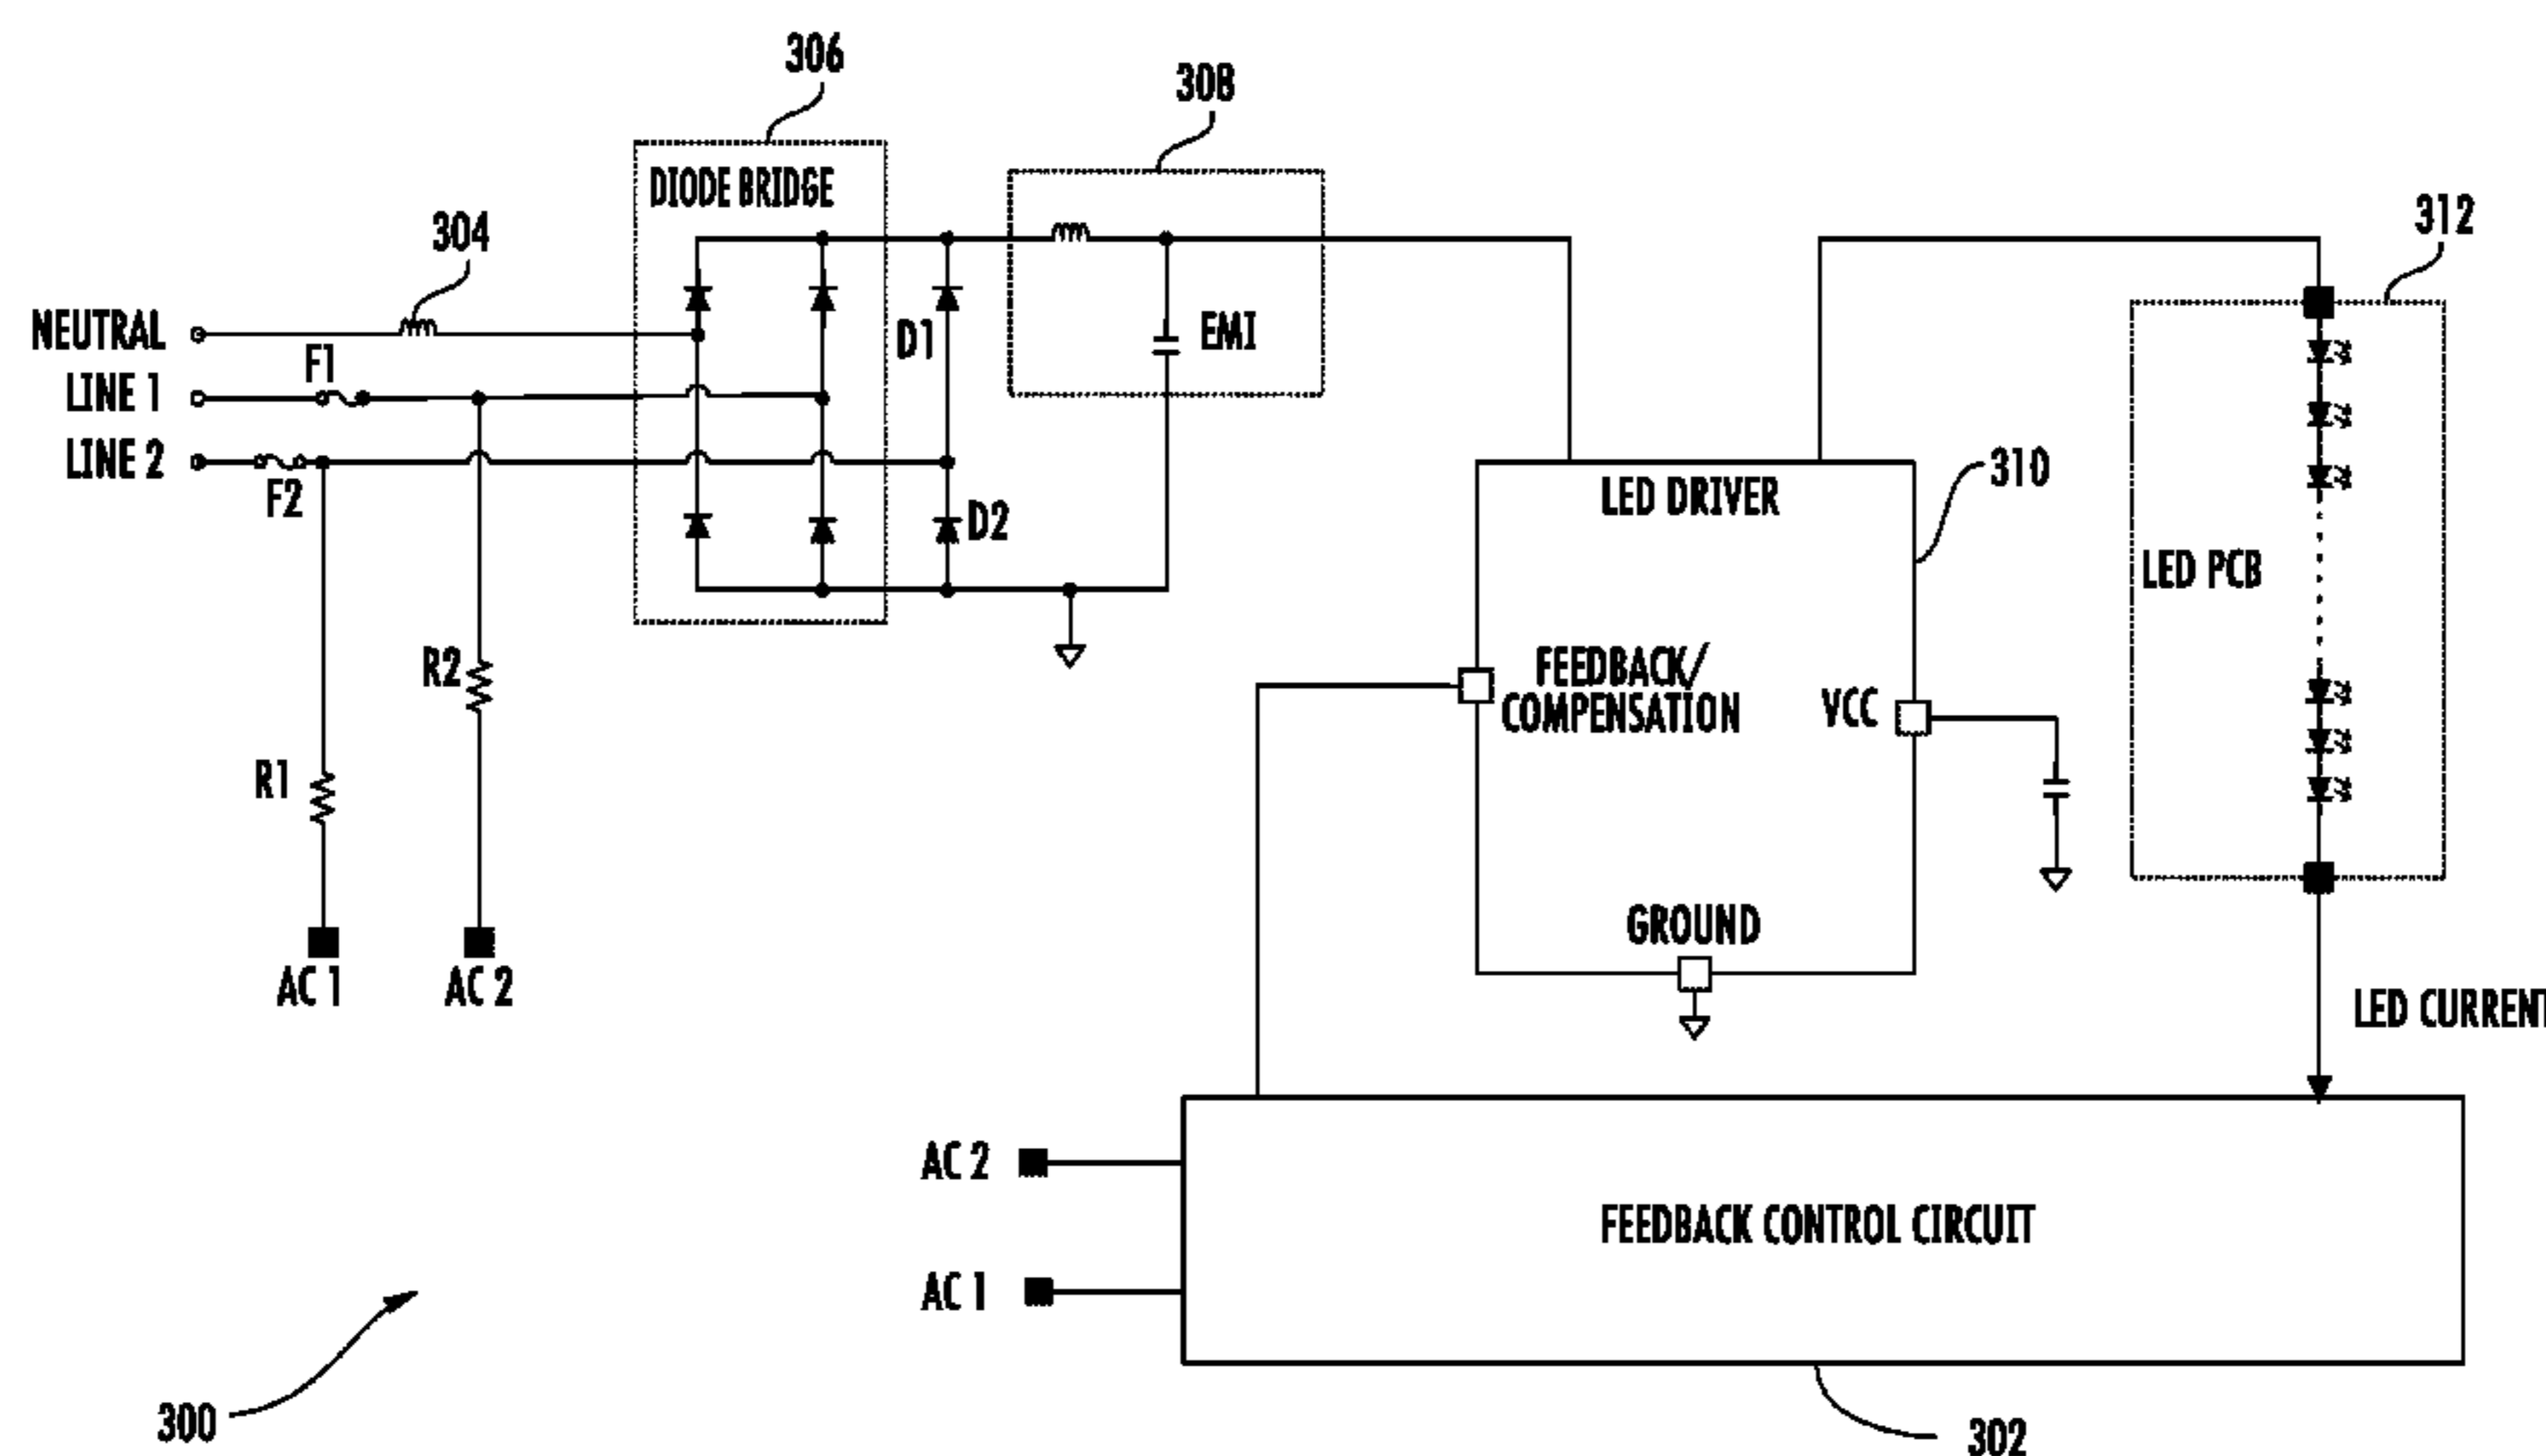 306
308
DIODE BRIDGE
304
312
NEUTRAL
F1
D1
EMI
LINE 1
LINE 2
F2
D2
LED DRIVER
310
LED PCB
R2
FEEDBACK/
COMPENSATION
VCC
R1
GROUND
AC 1
AC 2
LED CURRENT
AC 2
FEEDBACK CONTROL CIRCUIT
AC 1
300
302